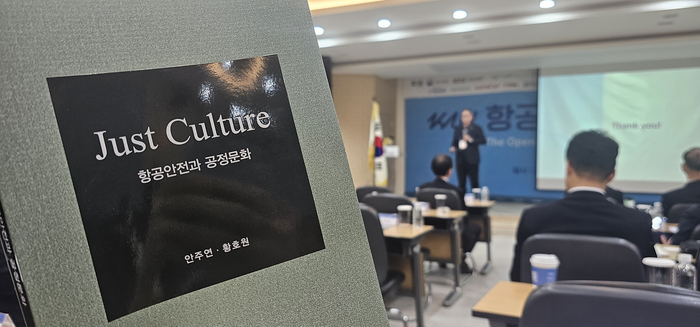 Just Culture
항공안전과 공정문화
안주연 · 황호원
항공
The Open
Thank you!